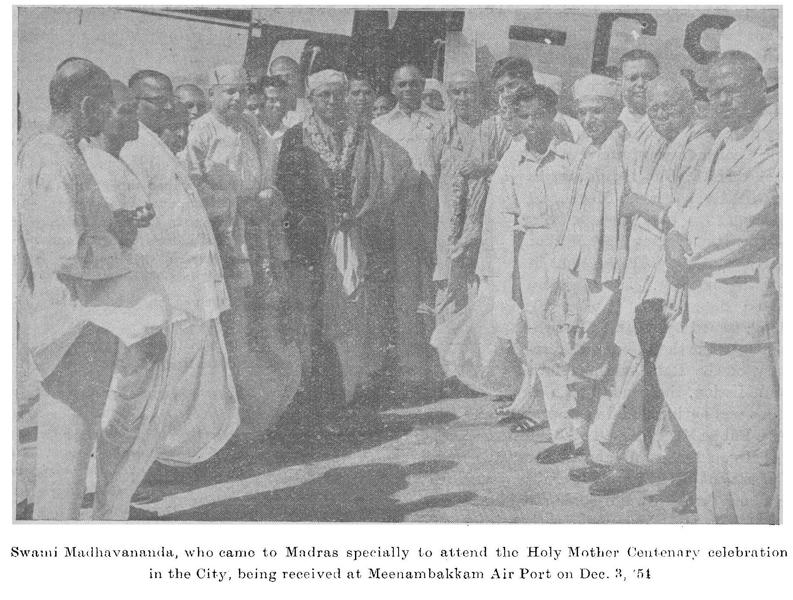 ES
Swami Madhavananda, who came to Madras specially to attend the Holy Mother Centenary celebration
in the City, being received at Meenambakkam Air Port on Dec. 3, '54